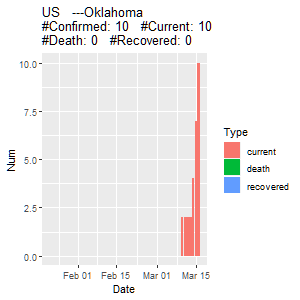 US   ---Oklahoma
#Confirmed: 10   #Current: 10
#Death: 0   #Recovered: 0
10.0
7.5
5.0
2.5
0.0
Num
Feb 01 Feb 15 Mar 01 Mar 15
Date
Type
current
death
recovered